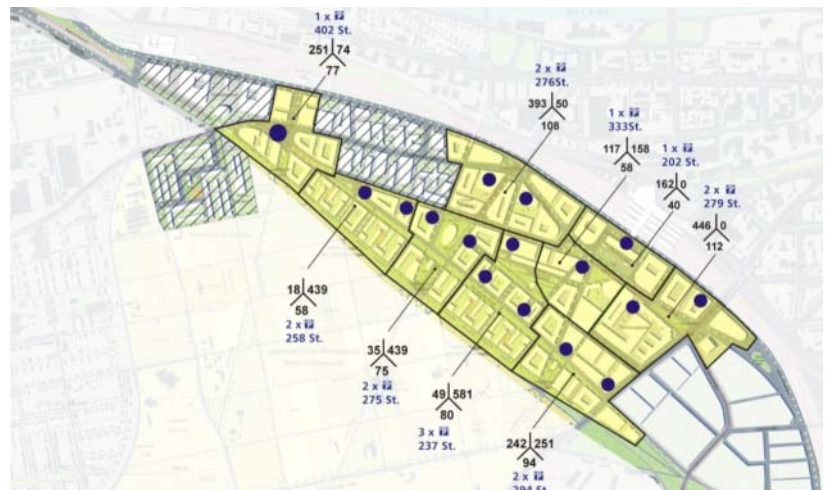 1 x
402 St.
251 74
77
2 x
276St.
393 50
108
1 x
333St.
117 158
58
1 x
202 St.
162 0
40
2 x
279 St.
446 0
112
18 439
58
2 x
258 St.
35 439
75
2 x
275 St.
49 581
80
3 x
237 St.
242 251
94
2 x
294 St.